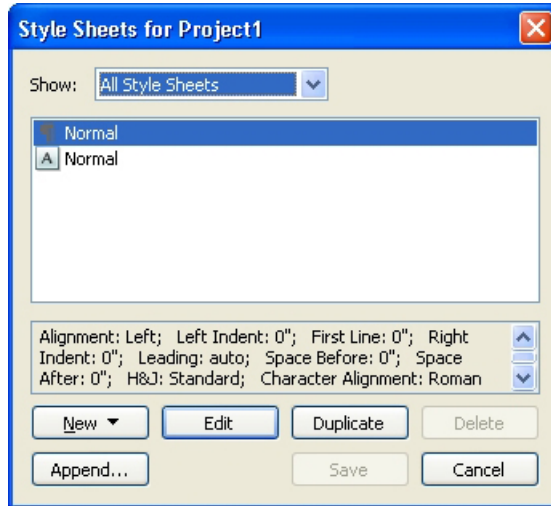 Style Sheets for Project1
Show: All Style Sheets
¶ Normal
A Normal
Alignment: Left; Left Indent: 0"; First Line: 0"; Right
Indent: 0"; Leading: auto; Space Before: 0"; Space
After: 0"; H&J: Standard; Character Alignment: Roman
New Edit Duplicate Delete
Append... Save Cancel